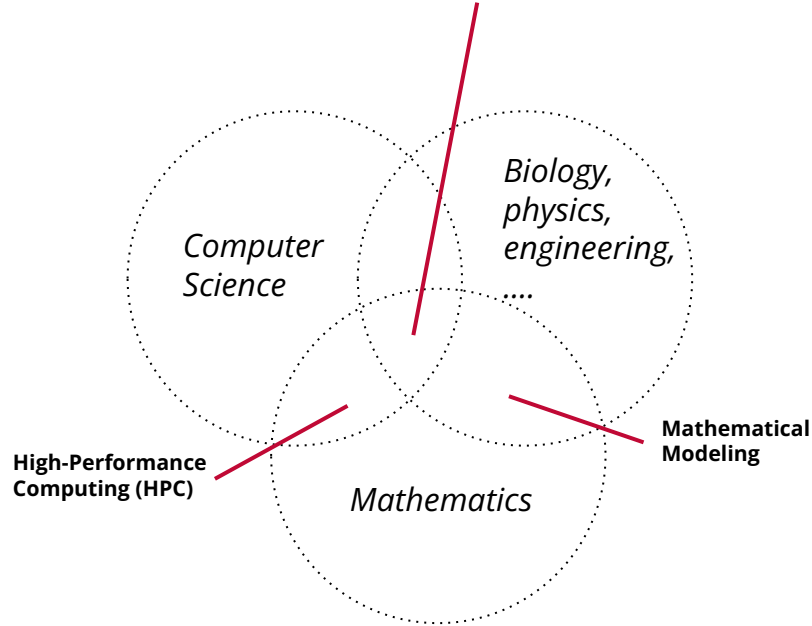 Biology,
physics,
engineering,
....
Computer
Science
High-Performance
Computing (HPC)
Mathematical
Modeling
Mathematics